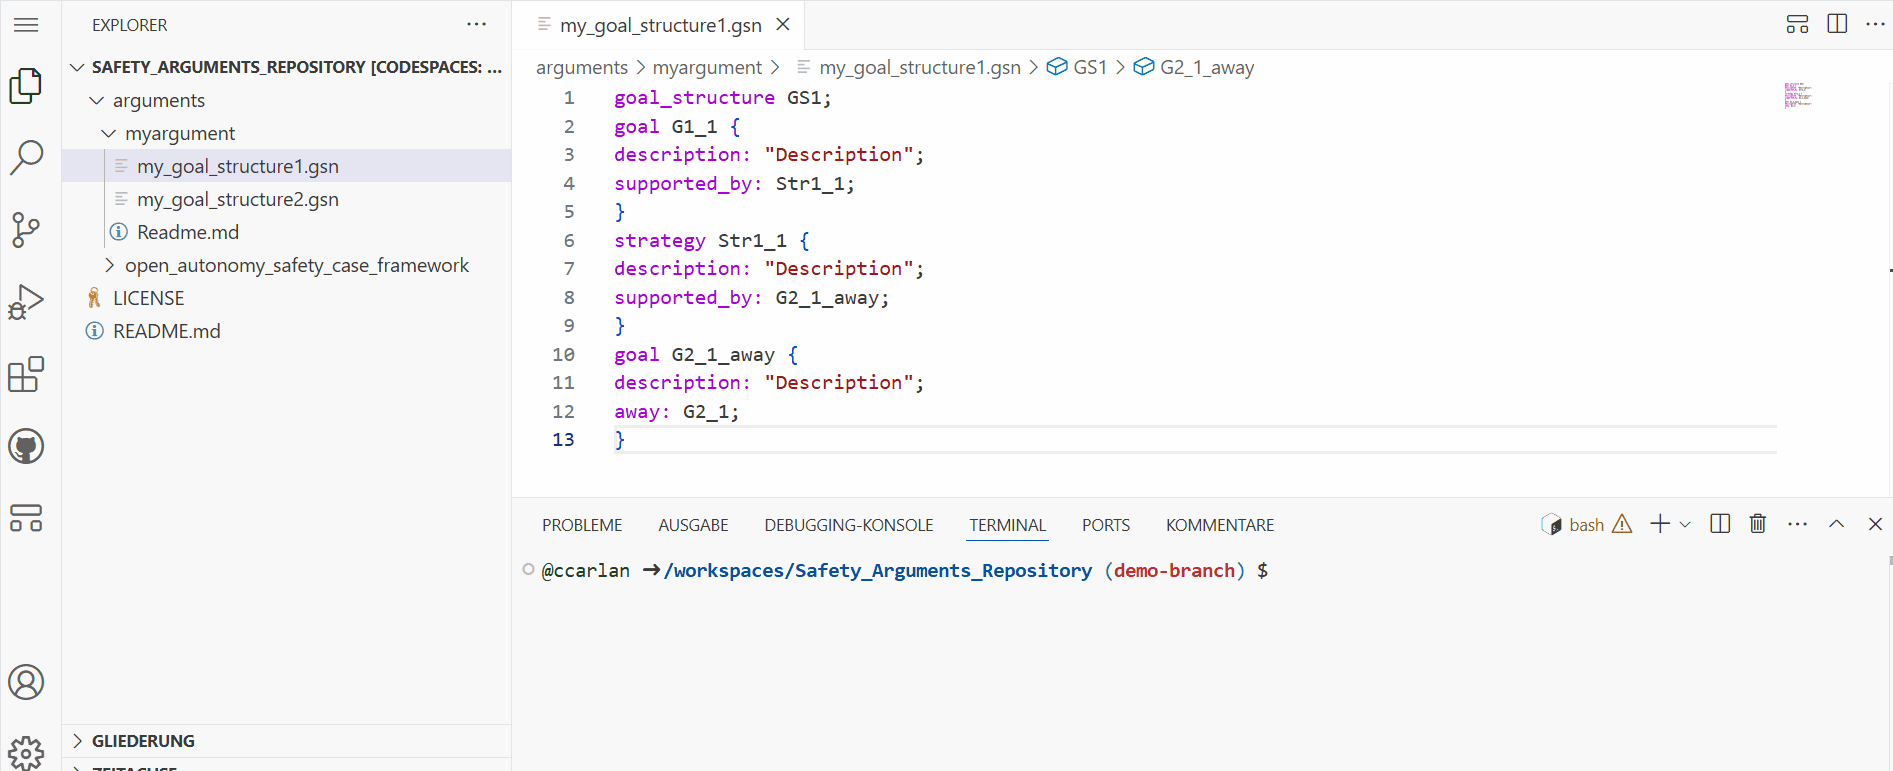 EXPLORER
SAFETY_ARGUMENTS_REPOSITORY [CODESPACES: ...
arguments
myargument
my_goal_structure1.gsn
my_goal_structure2.gsn
Readme.md
open_autonomy_safety_case_framework
LICENSE
README.md
GLIEDERUNG
ZEITACHSE
my_goal_structure1.gsn
arguments > myargument > my_goal_structure1.gsn > GS1 > G2_1_away
1 goal_structure GS1;
2 goal G1_1 {
3 description: "Description";
4 supported_by: Str1_1;
5 }
6 strategy Str1_1 {
7 description: "Description";
8 supported_by: G2_1_away;
9 }
10 goal G2_1_away {
11 description: "Description";
12 away: G2_1;
13 }
PROBLEME AUSGABE DEBUGGING-KONSOLE TERMINAL PORTS KOMMENTARE
bash
@ccarlan ➜/workspaces/Safety_Arguments_Repository (demo-branch) $